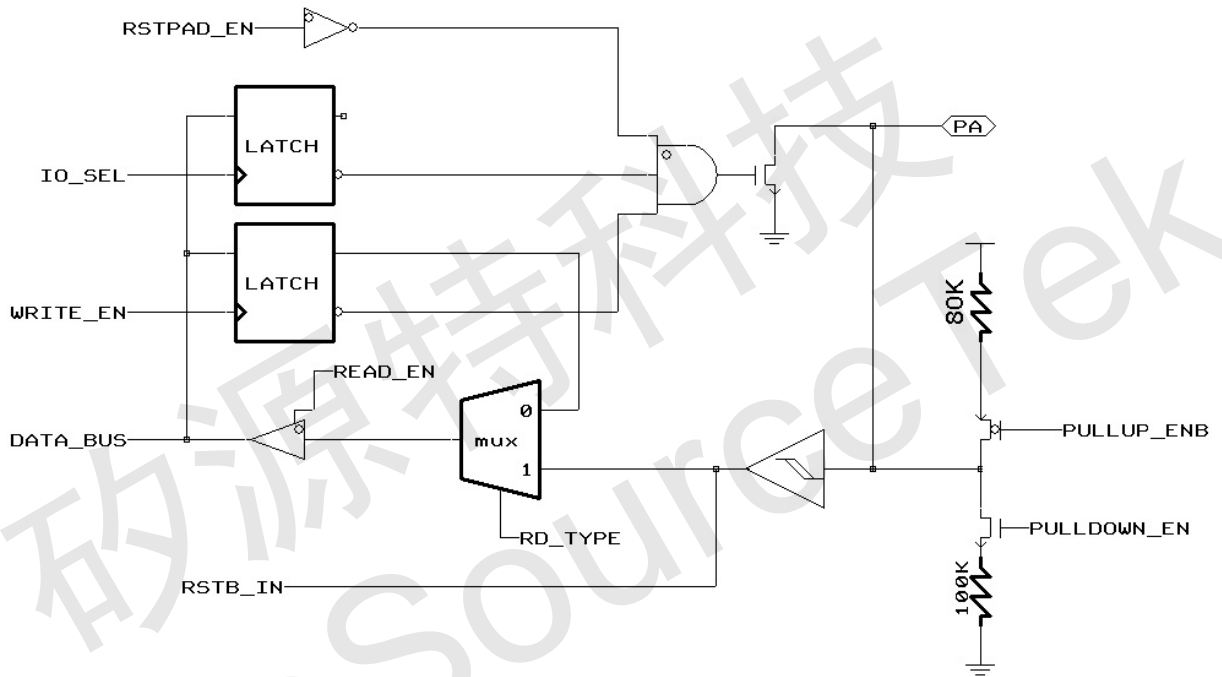 RSTPAD_EN
LATCH
PA
IO_SEL
LATCH
WRITE_EN
80K
READ_EN
0
DATA_BUS
mux
PULLUP_ENB
1
RD_TYPE
PULLDOWN_EN
RSTB_IN
100K
矽源特科技
SourceTek